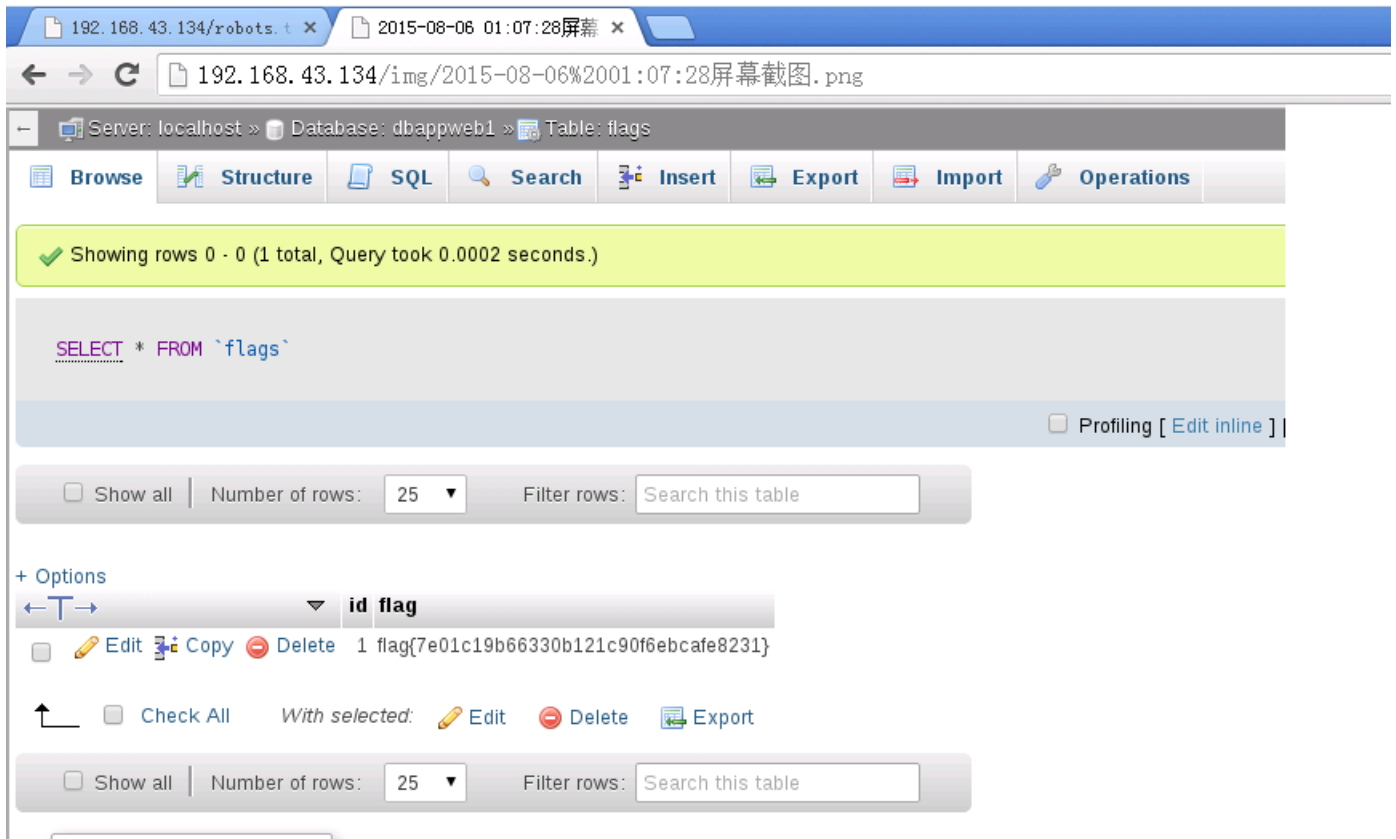 192.168.43.134/robots.t
2015-08-06 01:07:28屏幕
192.168.43.134/img/2015-08-06%2001:07:28屏幕截图.png
Server: localhost » Database: dbappweb1 » Table: flags
Browse Structure SQL Search Insert Export Import Operations
Showing rows 0 - 0 (1 total, Query took 0.0002 seconds.)
SELECT * FROM `flags`
Profiling [ Edit inline ] [
Show all Number of rows: 25 Filter rows: Search this table
+ Options
←T→ id flag
Edit Copy Delete 1 flag{7e01c19b66330b121c90f6ebcafe8231}
Check All With selected: Edit Delete Export
Show all Number of rows: 25 Filter rows: Search this table